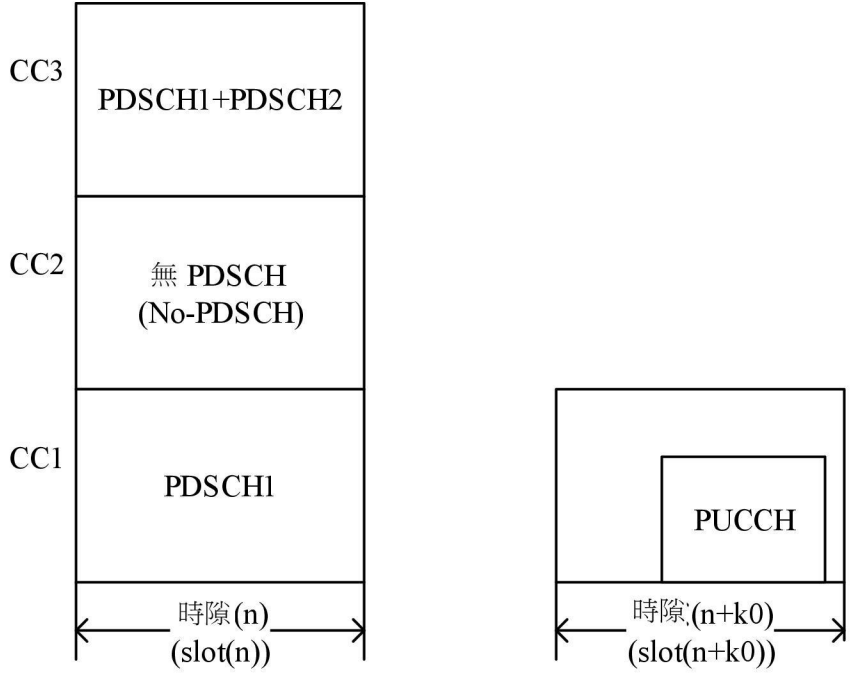 CC3
PDSCH1+PDSCH2
CC2
無 PDSCH
(No-PDSCH)
CC1
PDSCH1
PUCCH
時隙(n)
(slot(n))
時隙(n+k0)
(slot(n+k0))